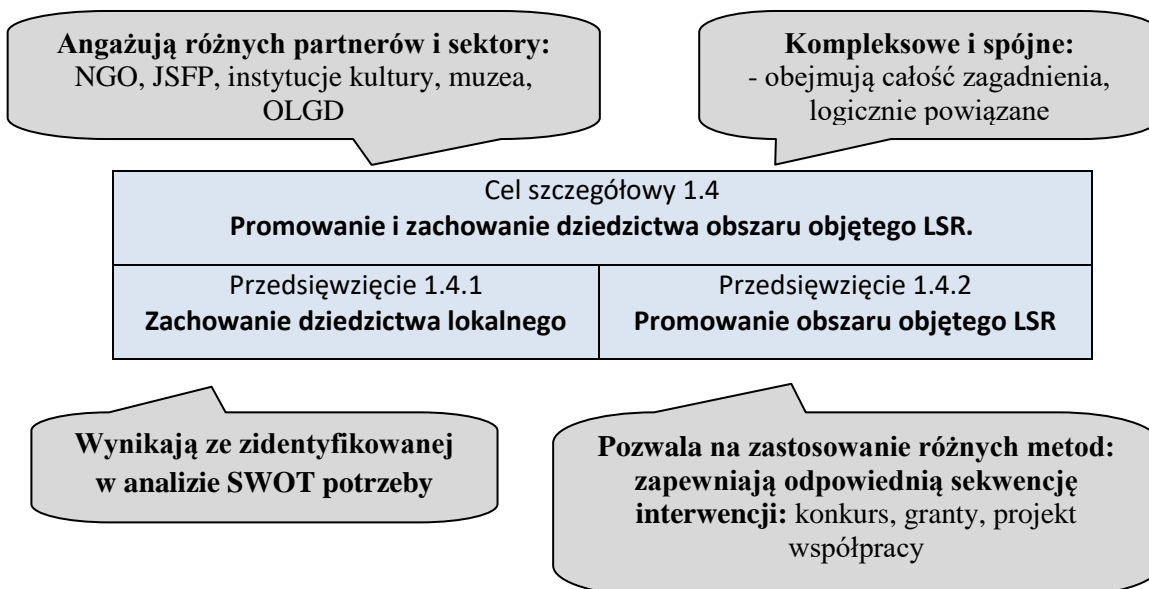 Angażują różnych partnerów i sektory:
NGO, JSFP, instytucje kultury, muzea,
OLGD
Kompleksowe i spójne:
- obejmują całość zagadnienia,
logicznie powiązane
Cel szczegółowy 1.4
Promowanie i zachowanie dziedzictwa obszaru objętego LSR.
Przedsięwzięcie 1.4.1
Zachowanie dziedzictwa lokalnego
Przedsięwzięcie 1.4.2
Promowanie obszaru objętego LSR
Wynikają ze zidentyfikowanej
w analizie SWOT potrzeby
Pozwala na zastosowanie różnych metod:
zapewniają odpowiednią sekwencję
interwencji: konkurs, granty, projekt
współpracy